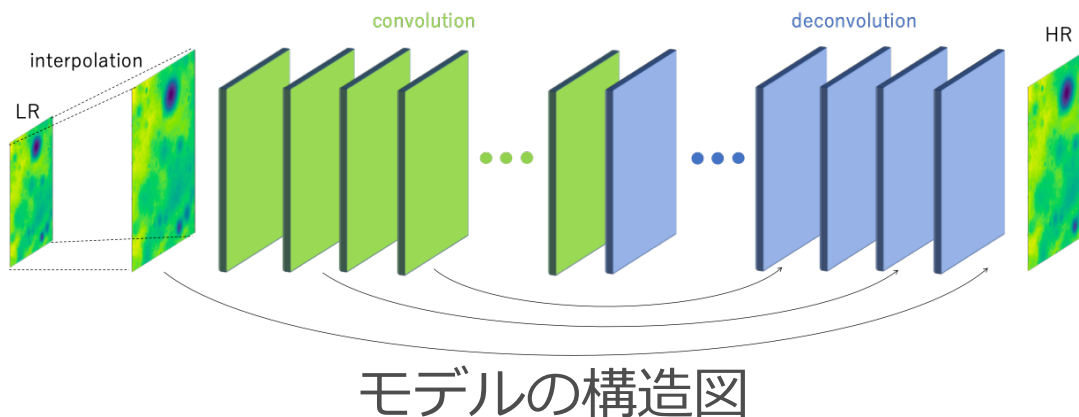 convolution
deconvolution
HR
interpolation
LR
モデルの構造図